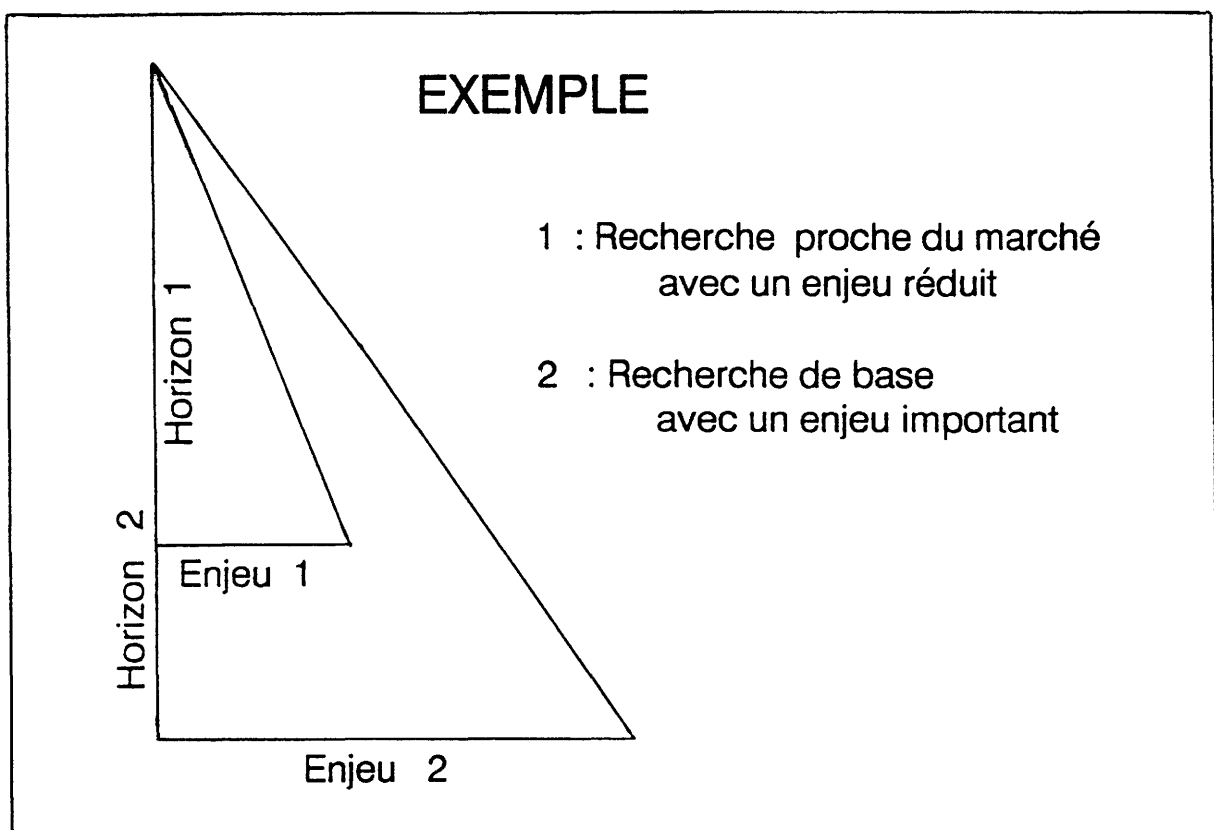 EXEMPLE
1 : Recherche proche du marché
avec un enjeu réduit
2 : Recherche de base
avec un enjeu important
Horizon 1
Enjeu 1
Horizon 2
Enjeu 2